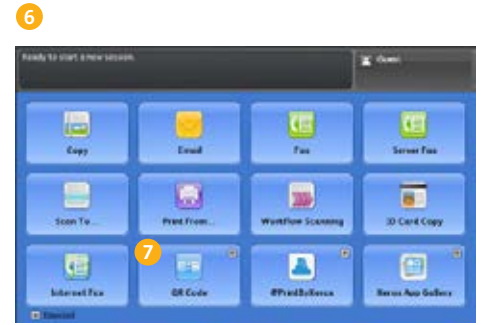 6
Ready to start a new session.
Guest
Copy
Email
Fax
Server Fax
Scan To...
Print From...
Workflow Scanning
ID Card Copy
7
Internet Fax
QR Code
@PrintByXerox
Xerox App Gallery